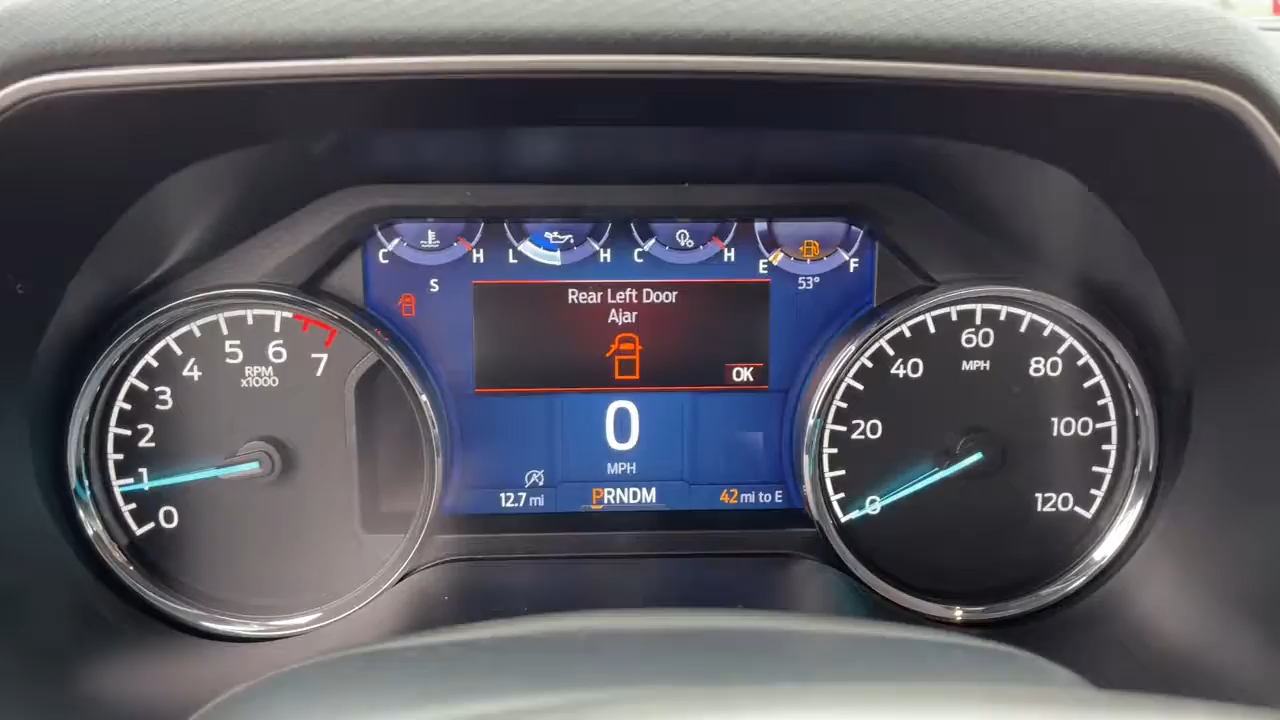 C H
L H
C H
E F
S
53°
Rear Left Door
Ajar
OK
0
MPH
12.7 mi
PRNDM
42 mi to E
0
1
2
3
4
5
6
7
RPM
x1000
0
20
40
60
80
100
120
MPH